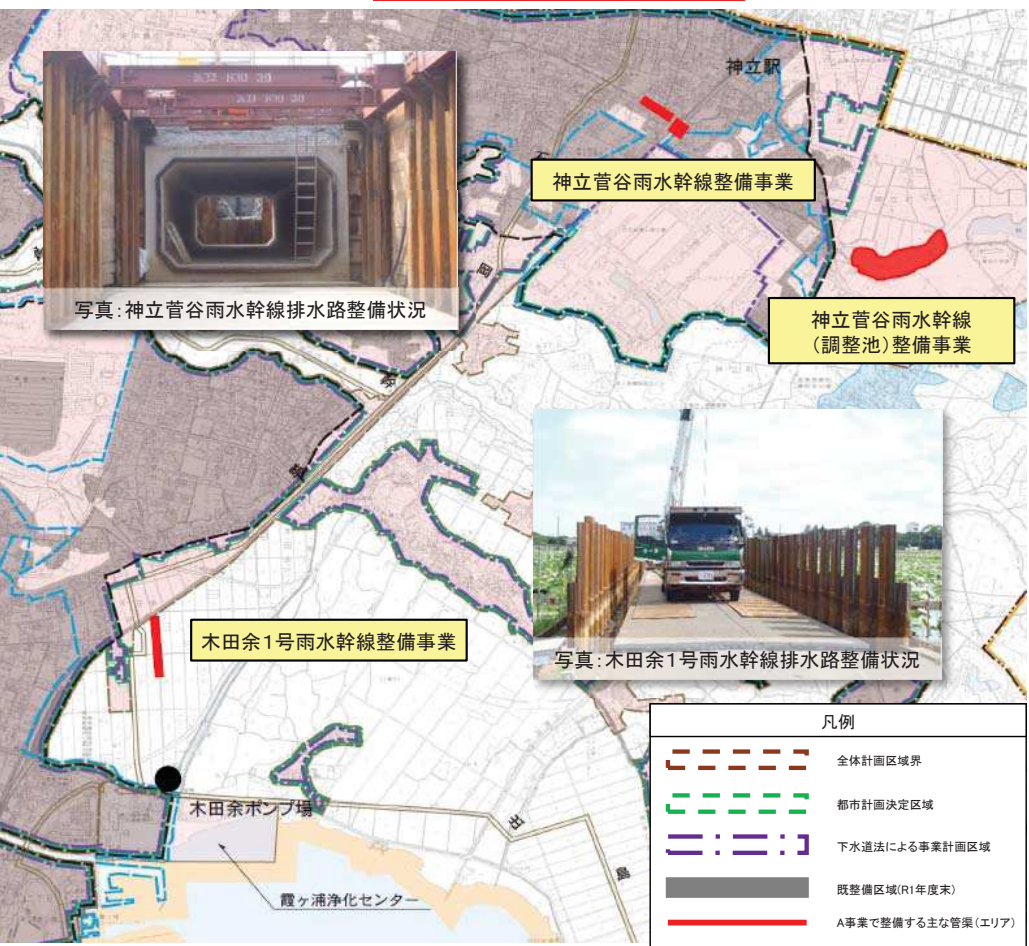 神立駅
神立菅谷雨水幹線整備事業
写真:神立菅谷雨水幹線排水路整備状況
神立菅谷雨水幹線
(調整池)整備事業
木田余1号雨水幹線整備事業
写真:木田余1号雨水幹線排水路整備状況
木田余ポンプ場
霞ヶ浦浄化センター
凡例
全体計画区域界
都市計画決定区域
下水道法による事業計画区域
既整備区域(R1年度末)
A事業で整備する主な管渠(エリア)